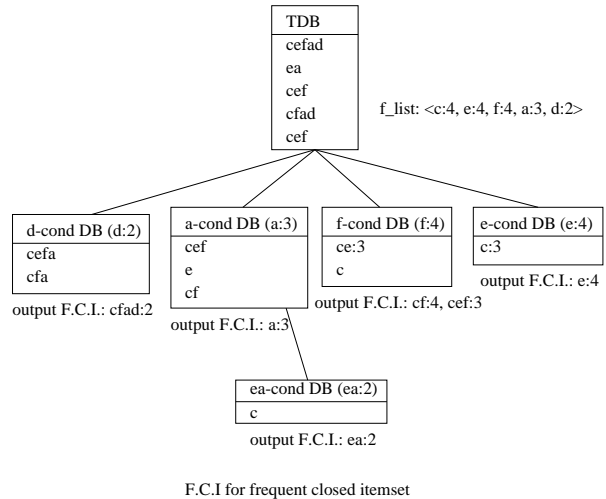 TDB
cefad
ea
cef
cfad
cef
f_list: <c:4, e:4, f:4, a:3, d:2>
d-cond DB (d:2)
cefa
cfa
output F.C.I.: cfad:2
a-cond DB (a:3)
cef
e
cf
output F.C.I.: a:3
f-cond DB (f:4)
ce:3
c
output F.C.I.: cf:4, cef:3
e-cond DB (e:4)
c:3
output F.C.I.: e:4
ea-cond DB (ea:2)
c
output F.C.I.: ea:2
F.C.I for frequent closed itemset